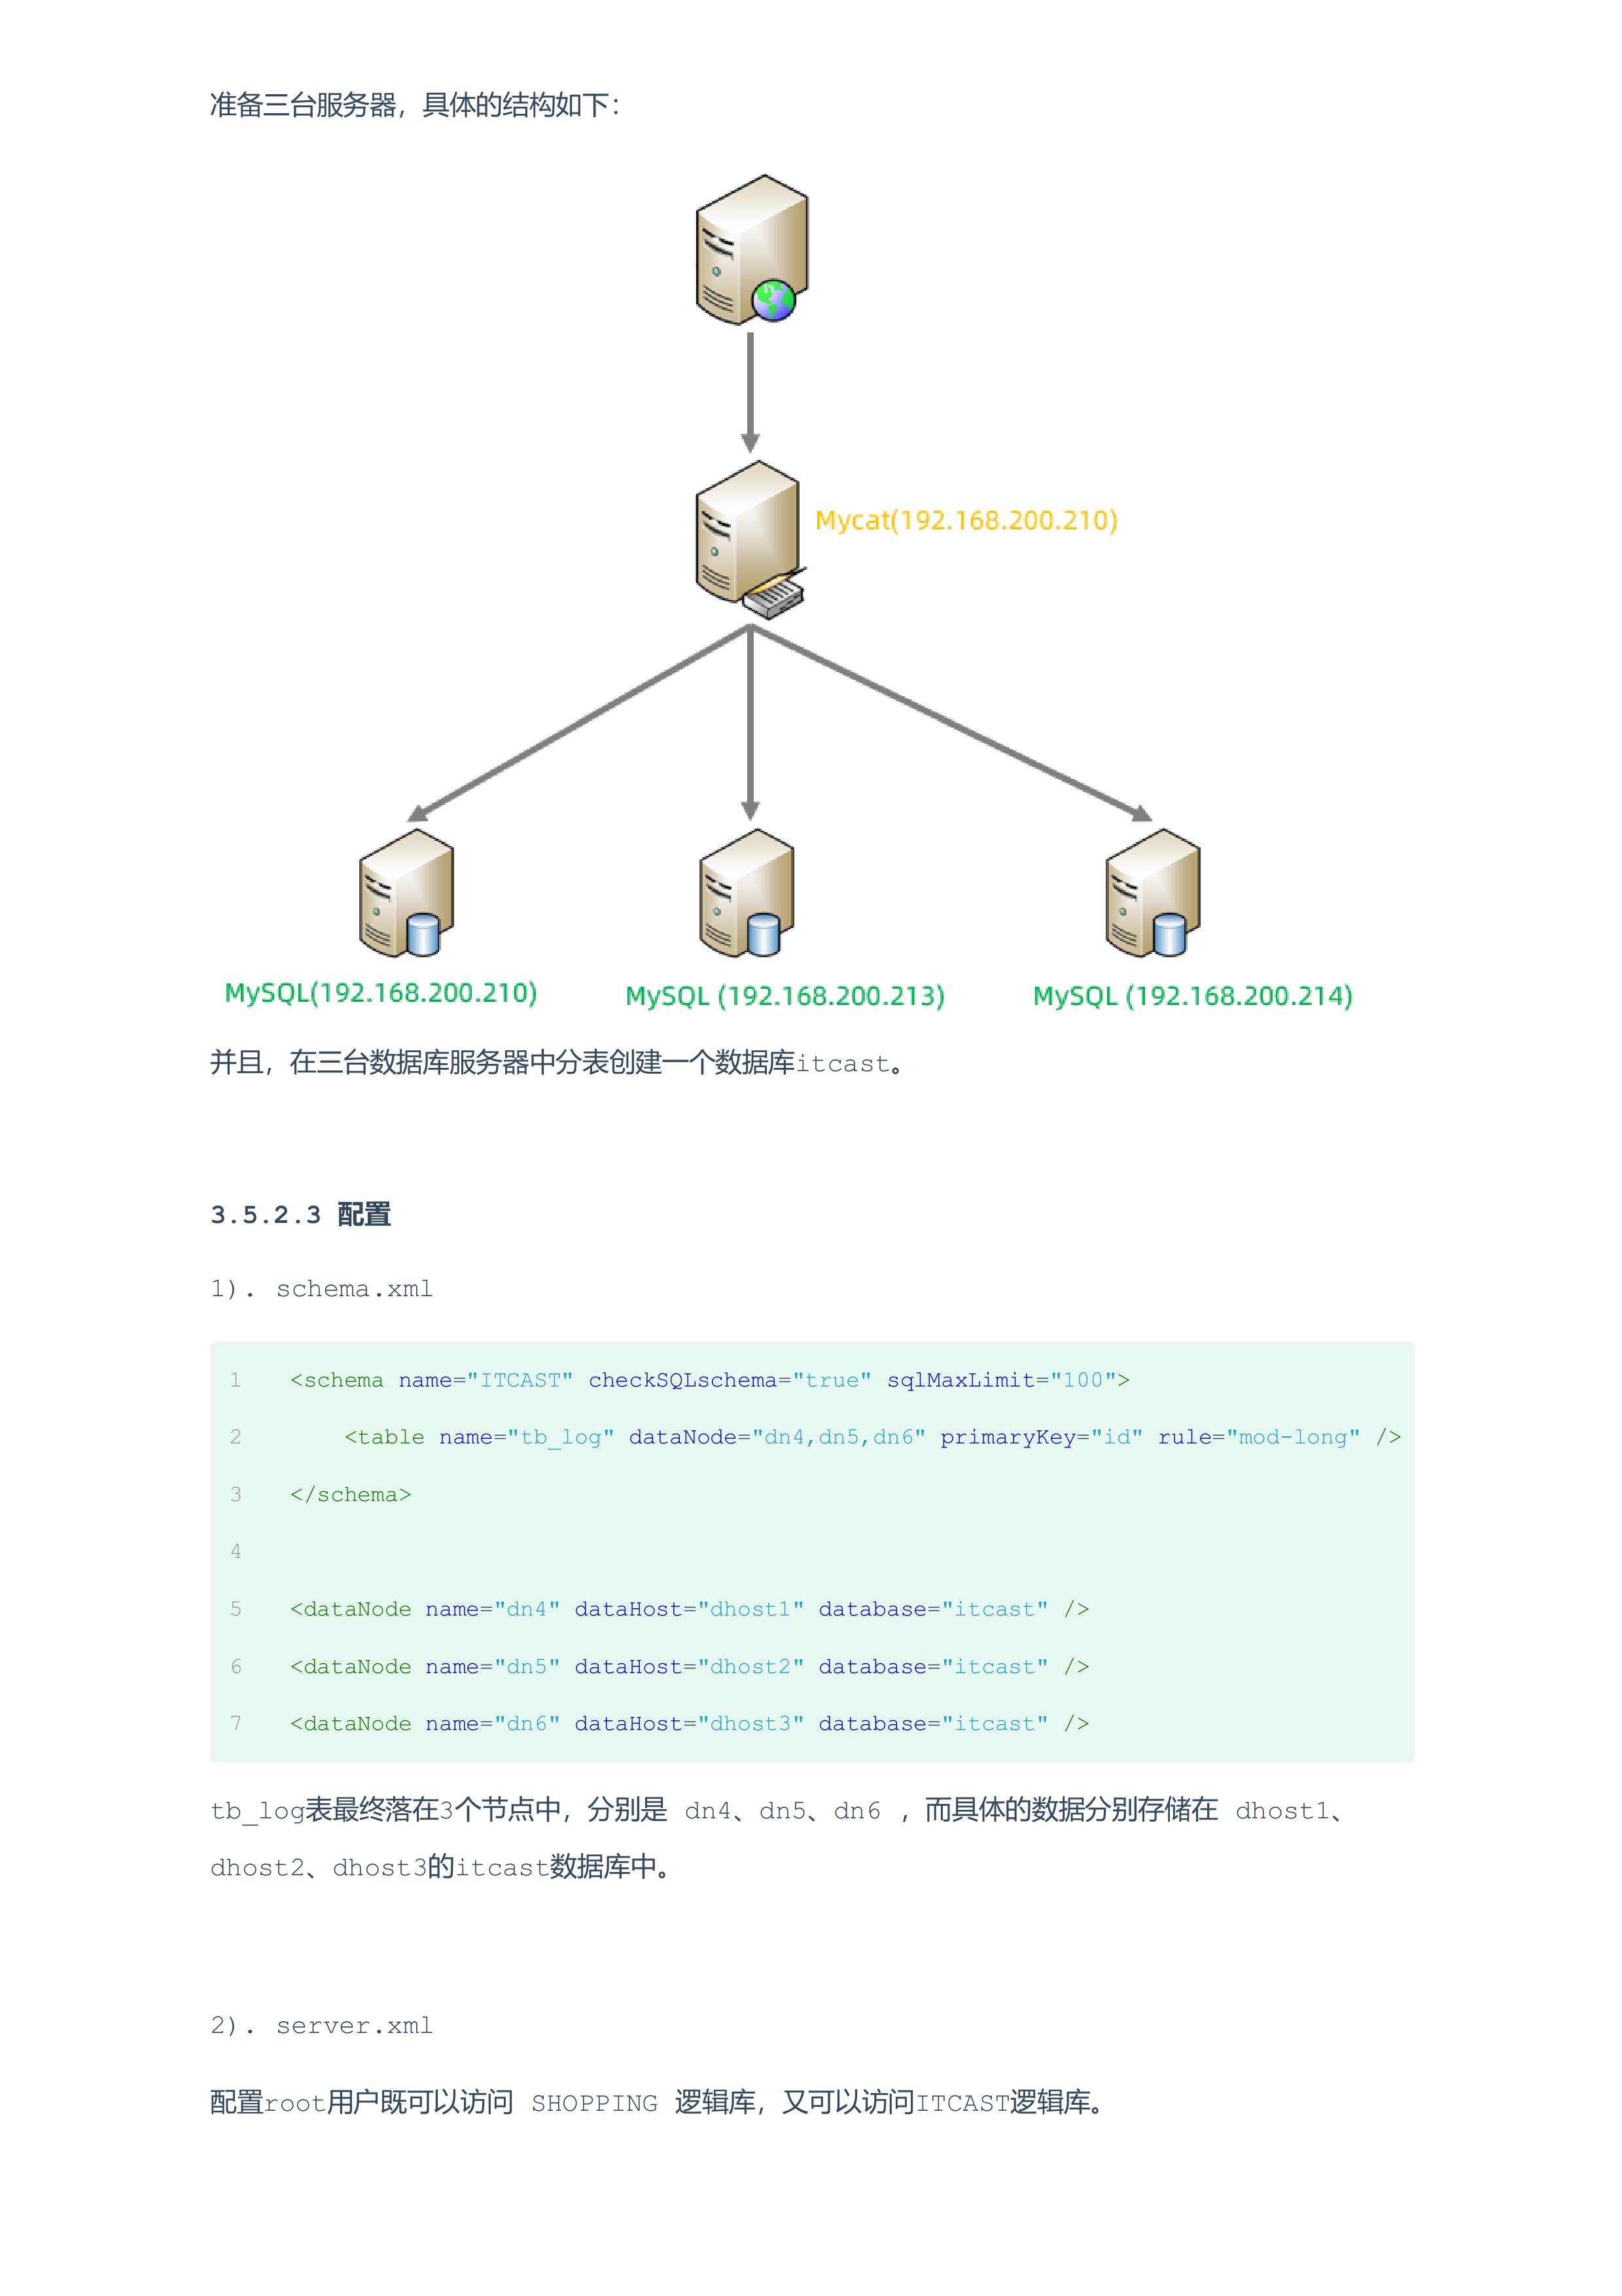 准备三台服务器，具体的结构如下：
Mycat(192.168.200.210)
MySQL(192.168.200.210)
MySQL (192.168.200.213)
MySQL (192.168.200.214)
并且，在三台数据库服务器中分表创建一个数据库itcast。
3.5.2.3 配置
1). schema.xml
1 <schema name="ITCAST" checkSQLschema="true" sqlMaxLimit="100">
2 <table name="tb_log" dataNode="dn4,dn5,dn6" primaryKey="id" rule="mod-long" />
3 </schema>
4
5 <dataNode name="dn4" dataHost="dhost1" database="itcast" />
6 <dataNode name="dn5" dataHost="dhost2" database="itcast" />
7 <dataNode name="dn6" dataHost="dhost3" database="itcast" />
tb_log表最终落在3个节点中，分别是 dn4、dn5、dn6 ，而具体的数据分别存储在 dhost1、
dhost2、dhost3的itcast数据库中。
2). server.xml
配置root用户既可以访问 SHOPPING 逻辑库，又可以访问ITCAST逻辑库。